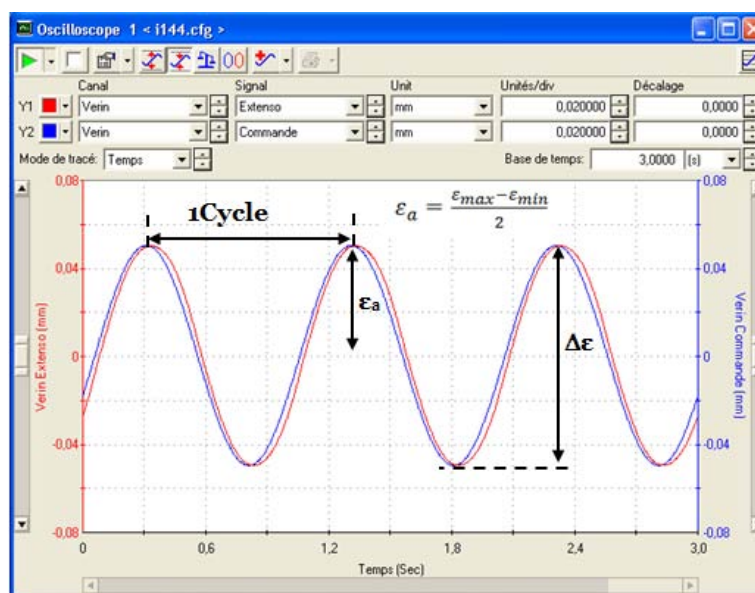 Oscilloscope 1 < i144.cfg >
Canal Signal Unit Unités/div Décalage
Y1 Verin Extenso mm 0,020000 0,0000
Y2 Verin Commande mm 0,020000 0,0000
Mode de tracé: Temps Base de temps: 3,0000 (s)
0,08 0,08
1Cycle
εa = εmax−εmin
2
0,04 0,04
εa
Δε
0 0
-0,04 -0,04
-0,08 -0,08
Verin Extenso (mm)
Verin Commande (mm)
0 0,6 1,2 1,8 2,4 3,0
Temps (Sec)